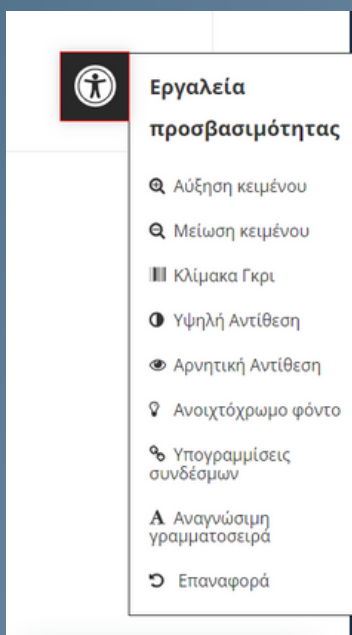 Εργαλεία
προσβασιμότητας
Αύξηση κειμένου
Μείωση κειμένου
Κλίμακα Γκρι
Υψηλή Αντίθεση
Αρνητική Αντίθεση
Ανοιχτόχρωμο φόντο
Υπογραμμίσεις
συνδέσμων
Αναγνώσιμη
γραμματοσειρά
Επαναφορά